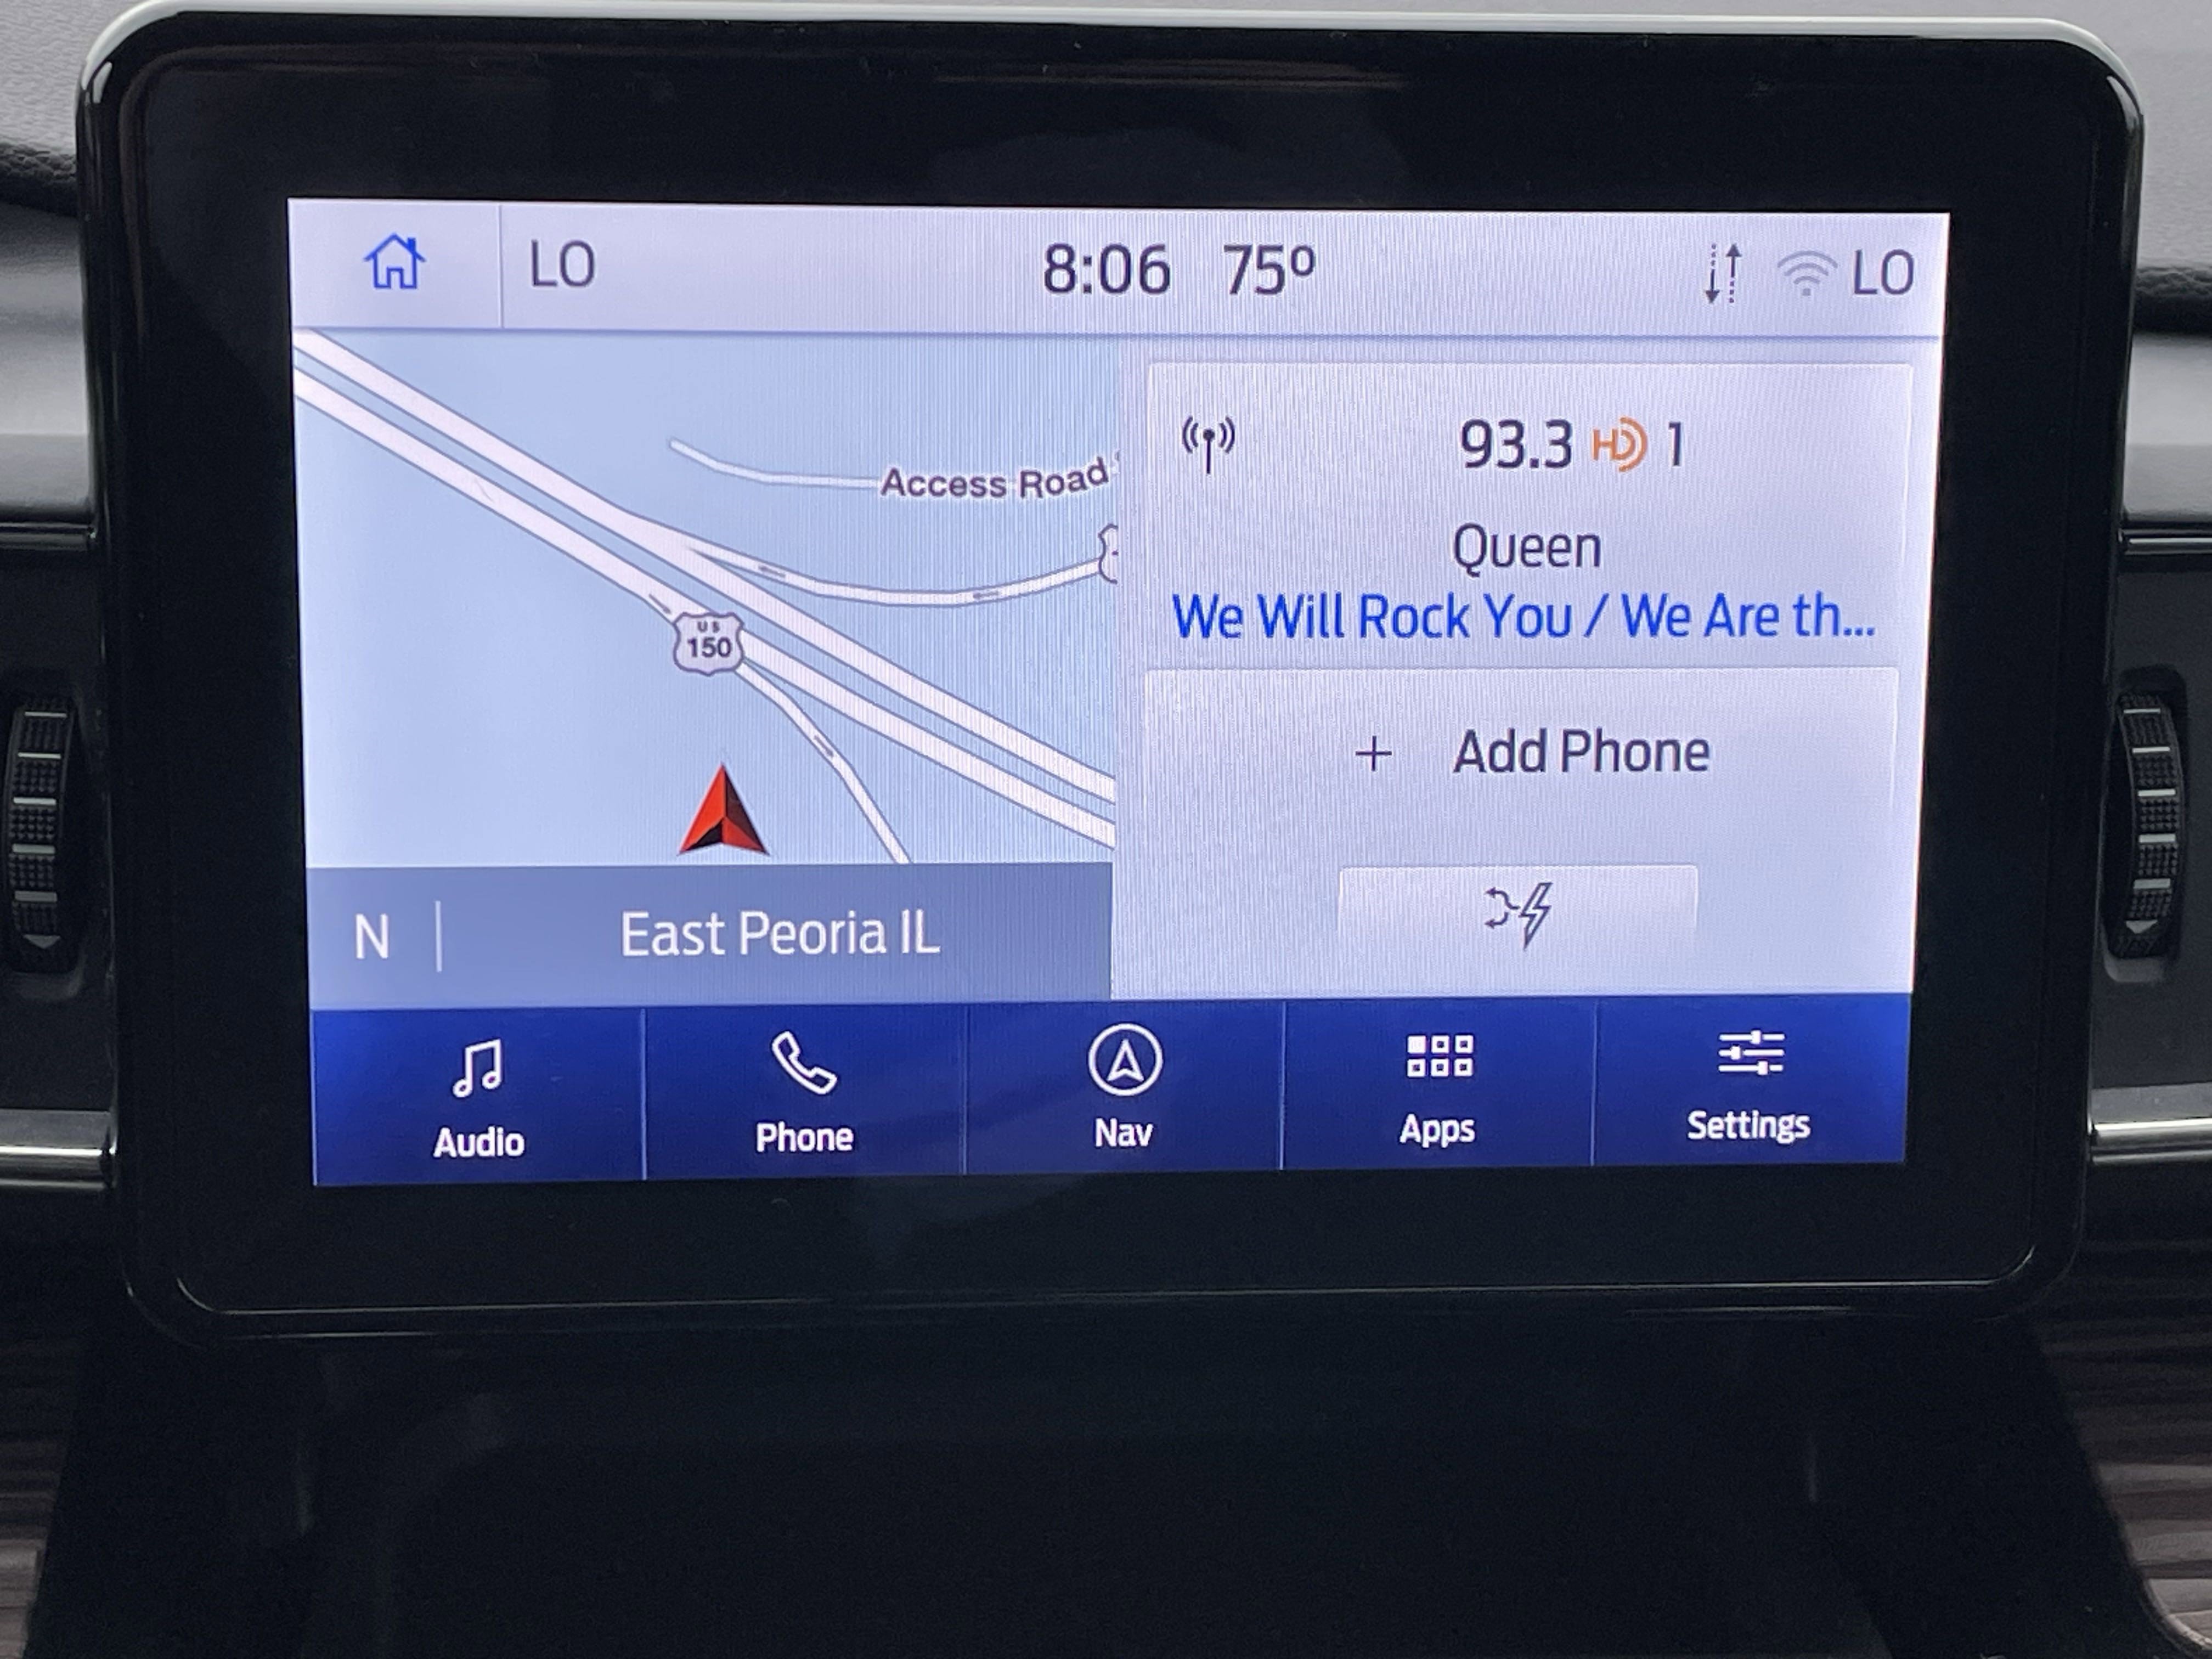 LO 8:06 75° LO
Access Road
US
150
N East Peoria IL
93.3 HD 1
Queen
We Will Rock You / We Are th...
+ Add Phone
Audio Phone Nav Apps Settings